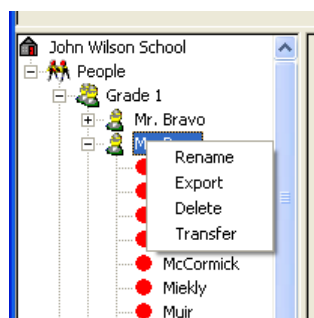 John Wilson School
People
Grade 1
Mr. Bravo
Rename
Export
Delete
Transfer
McCormick
Miekly
Muir